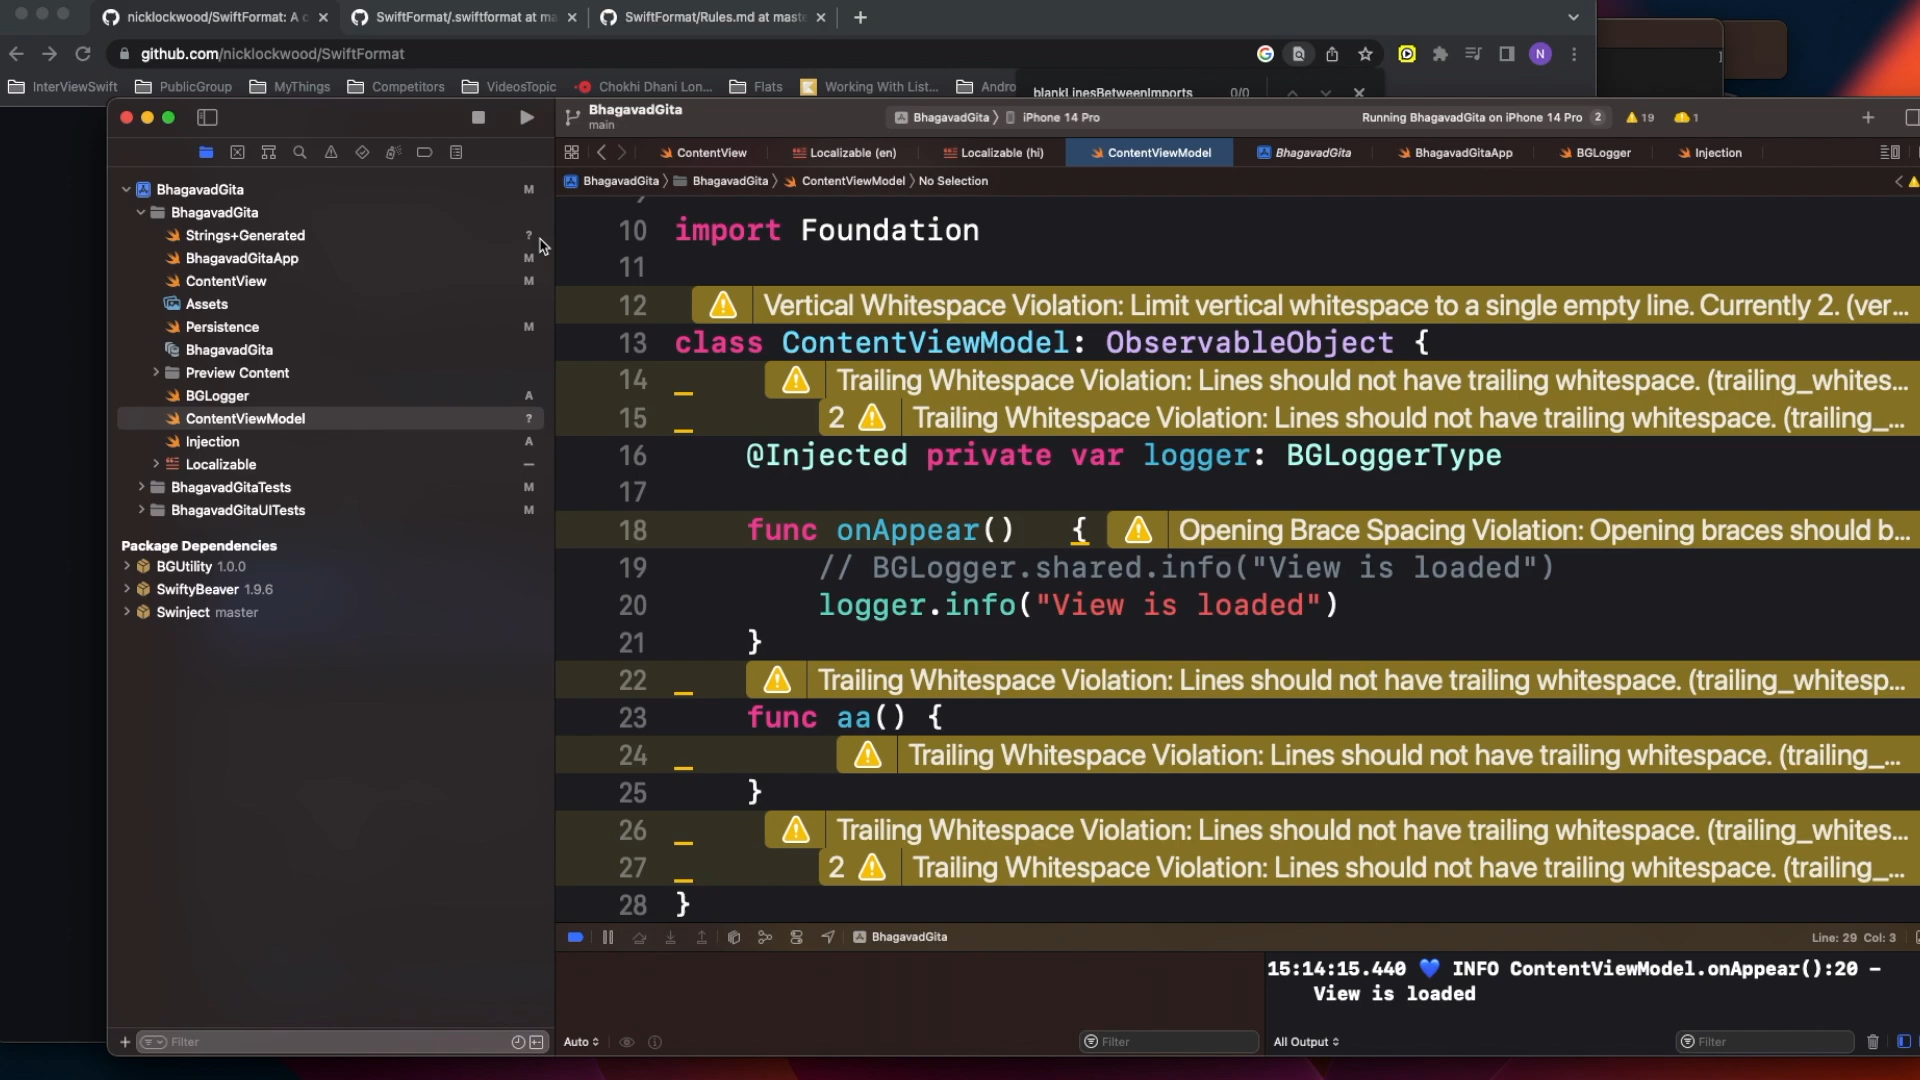 nicklockwood/SwiftFormat: A c
SwiftFormat/.swiftformat at ma
SwiftFormat/Rules.md at maste
github.com/nicklockwood/SwiftFormat
N
InterViewSwift
PublicGroup
MyThings
Competitors
VideosTopic
Chokhi Dhani Lon...
Flats
Working With List...
Andro
blankLinesBetweenImports
0/0
BhagavadGita
main
BhagavadGita
iPhone 14 Pro
Running BhagavadGita on iPhone 14 Pro
2
19
1
ContentView
Localizable (en)
Localizable (hi)
ContentViewModel
BhagavadGita
BhagavadGitaApp
BGLogger
Injection
BhagavadGita
BhagavadGita
ContentViewModel
No Selection
BhagavadGita M
BhagavadGita
Strings+Generated ?
BhagavadGitaApp M
ContentView M
Assets
Persistence M
BhagavadGita
Preview Content
BGLogger A
ContentViewModel ?
Injection A
Localizable –
BhagavadGitaTests M
BhagavadGitaUITests M
Package Dependencies
BGUtility 1.0.0
SwiftyBeaver 1.9.6
Swinject master
Filter
10 import Foundation
11
12 Vertical Whitespace Violation: Limit vertical whitespace to a single empty line. Currently 2. (ver...
13 class ContentViewModel: ObservableObject {
14 Trailing Whitespace Violation: Lines should not have trailing whitespace. (trailing_whites...
15 2 Trailing Whitespace Violation: Lines should not have trailing whitespace. (trailing_...
16 @Injected private var logger: BGLoggerType
17
18 func onAppear()   { Opening Brace Spacing Violation: Opening braces should b...
19 // BGLogger.shared.info("View is loaded")
20 logger.info("View is loaded")
21 }
22 Trailing Whitespace Violation: Lines should not have trailing whitespace. (trailing_whitesp...
23 func aa() {
24 Trailing Whitespace Violation: Lines should not have trailing whitespace. (trailing_...
25 }
26 Trailing Whitespace Violation: Lines should not have trailing whitespace. (trailing_whites...
27 2 Trailing Whitespace Violation: Lines should not have trailing whitespace. (trailing_...
28 }
BhagavadGita
Line: 29 Col: 3
15:14:15.440 💙 INFO ContentViewModel.onAppear():20 –
View is loaded
Auto
Filter
All Output
Filter